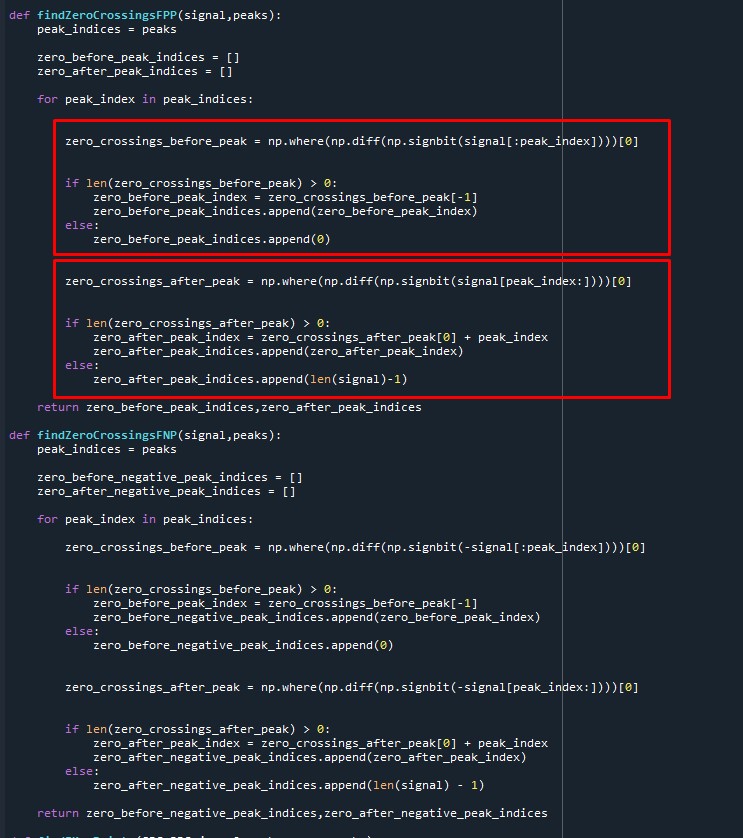 def findZeroCrossingsFPP(signal,peaks):
    peak_indices = peaks
    zero_before_peak_indices = []
    zero_after_peak_indices = []
    for peak_index in peak_indices:
        zero_crossings_before_peak = np.where(np.diff(np.signbit(signal[:peak_index])))[0]
        if len(zero_crossings_before_peak) > 0:
            zero_before_peak_index = zero_crossings_before_peak[-1]
            zero_before_peak_indices.append(zero_before_peak_index)
        else:
            zero_before_peak_indices.append(0)
        zero_crossings_after_peak = np.where(np.diff(np.signbit(signal[peak_index:])))[0]
        if len(zero_crossings_after_peak) > 0:
            zero_after_peak_index = zero_crossings_after_peak[0] + peak_index
            zero_after_peak_indices.append(zero_after_peak_index)
        else:
            zero_after_peak_indices.append(len(signal)-1)
    return zero_before_peak_indices,zero_after_peak_indices
def findZeroCrossingsFNP(signal,peaks):
    peak_indices = peaks
    zero_before_negative_peak_indices = []
    zero_after_negative_peak_indices = []
    for peak_index in peak_indices:
        zero_crossings_before_peak = np.where(np.diff(np.signbit(-signal[:peak_index])))[0]
        if len(zero_crossings_before_peak) > 0:
            zero_before_peak_index = zero_crossings_before_peak[-1]
            zero_before_negative_peak_indices.append(zero_before_peak_index)
        else:
            zero_before_negative_peak_indices.append(0)
        zero_crossings_after_peak = np.where(np.diff(np.signbit(-signal[peak_index:])))[0]
        if len(zero_crossings_after_peak) > 0:
            zero_after_peak_index = zero_crossings_after_peak[0] + peak_index
            zero_after_negative_peak_indices.append(zero_after_peak_index)
        else:
            zero_after_negative_peak_indices.append(len(signal) - 1)
    return zero_before_negative_peak_indices,zero_after_negative_peak_indices